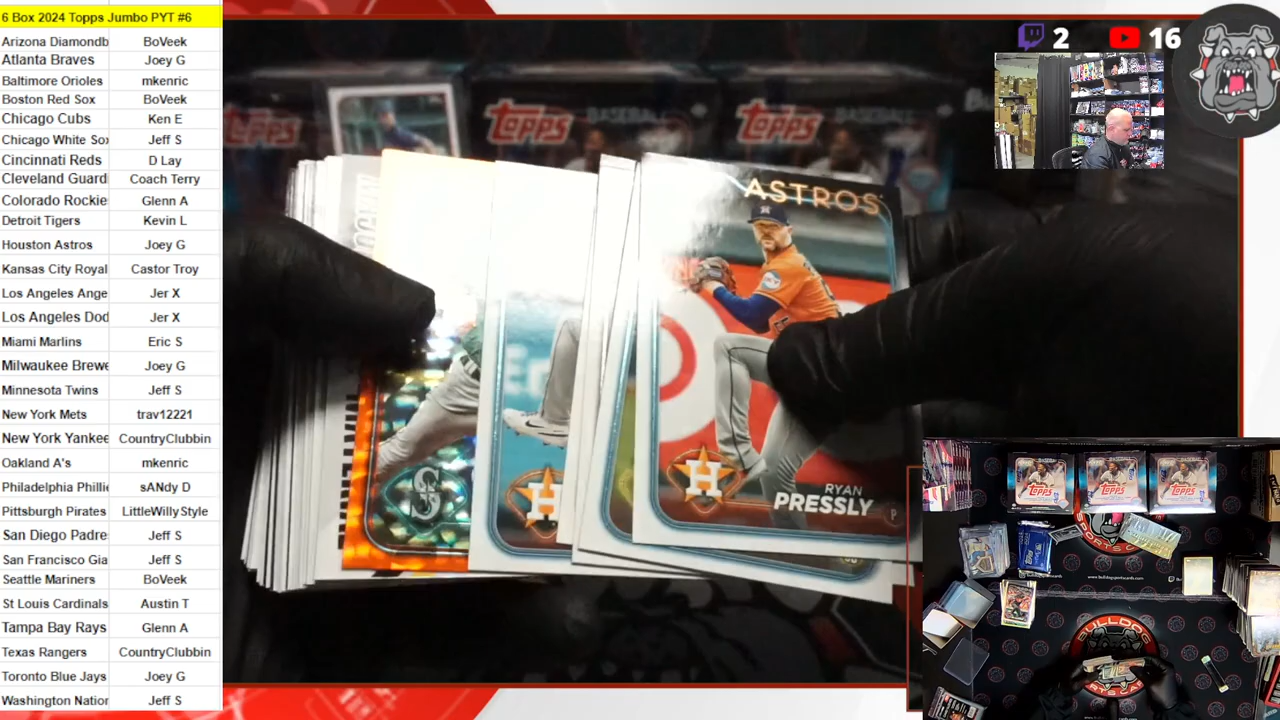 6 Box 2024 Topps Jumbo PYT #6
Arizona Diamondb BoVeek
Atlanta Braves Joey G
Baltimore Orioles mkenric
Boston Red Sox BoVeek
Chicago Cubs Ken E
Chicago White Sox Jeff S
Cincinnati Reds D Lay
Cleveland Guard Coach Terry
Colorado Rockie Glenn A
Detroit Tigers Kevin L
Houston Astros Joey G
Kansas City Royal Castor Troy
Los Angeles Ange Jer X
Los Angeles Dod Jer X
Miami Marlins Eric S
Milwaukee Brewe Joey G
Minnesota Twins Jeff S
New York Mets trav12221
New York Yankee CountryClubbin
Oakland A's mkenric
Philadelphia Phillie sANdy D
Pittsburgh Pirates LittleWillyStyle
San Diego Padre Jeff S
San Francisco Gia Jeff S
Seattle Mariners BoVeek
St Louis Cardinals Austin T
Tampa Bay Rays Glenn A
Texas Rangers CountryClubbin
Toronto Blue Jays Joey G
Washington Nation Jeff S
2 16
Topps
Topps BASEBALL
Topps BASEBALL
ASTROS
H
RYAN
PRESSLY
P
H
S
BULLDOG